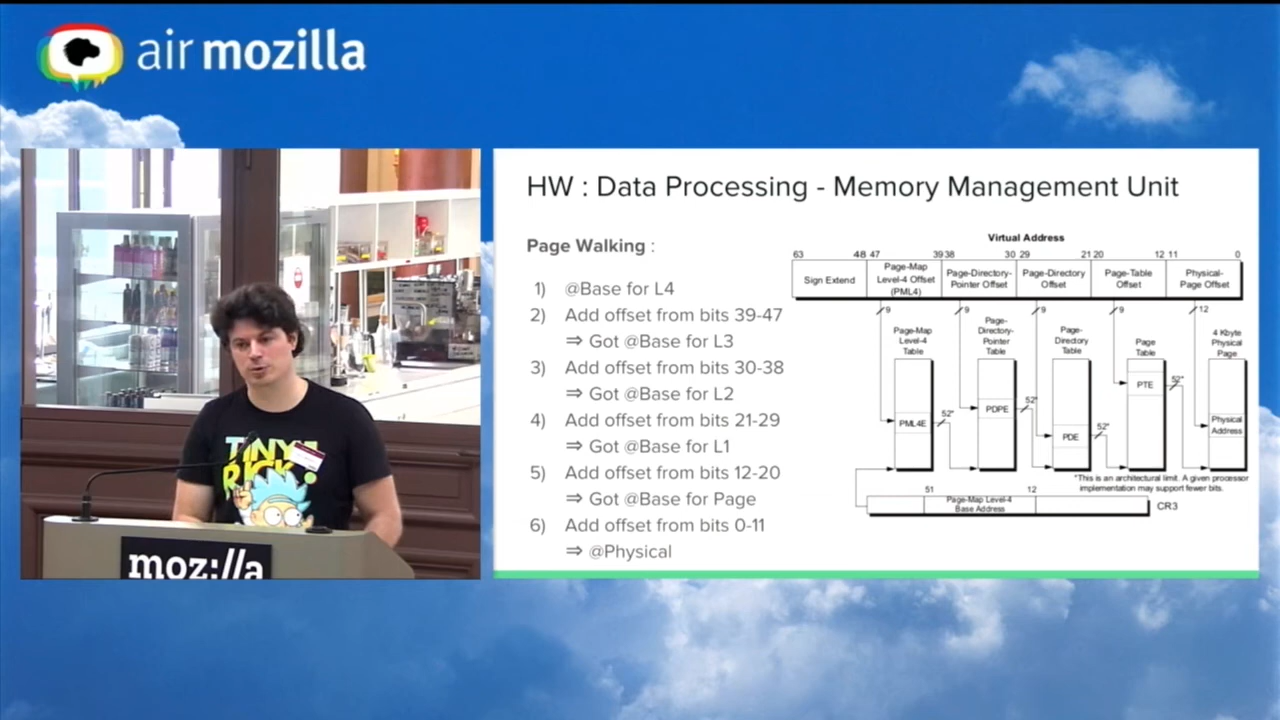 air mozilla
TINY
RICK!
moz://a
HW : Data Processing - Memory Management Unit
Page Walking :
1) @Base for L4
2) Add offset from bits 39-47
⇒ Got @Base for L3
3) Add offset from bits 30-38
⇒ Got @Base for L2
4) Add offset from bits 21-29
⇒ Got @Base for L1
5) Add offset from bits 12-20
⇒ Got @Base for Page
6) Add offset from bits 0-11
⇒ @Physical
Virtual Address
63 48 47 39 38 30 29 21 20 12 11 0
Sign Extend
Page-Map
Level-4 Offset
(PML4)
Page-Directory-
Pointer Offset
Page-Directory
Offset
Page-Table
Offset
Physical-
Page Offset
9 9 9 9 12
Page-Map
Level-4
Table
Page-
Directory-
Pointer
Table
Page-
Directory
Table
Page
Table
4 Kbyte
Physical
Page
PML4E
52*
PDPE
52*
PDE
52*
PTE
52*
Physical
Address
*This is an architectural limit. A given processor
implementation may support fewer bits.
51 12
Page-Map Level-4
Base Address
CR3